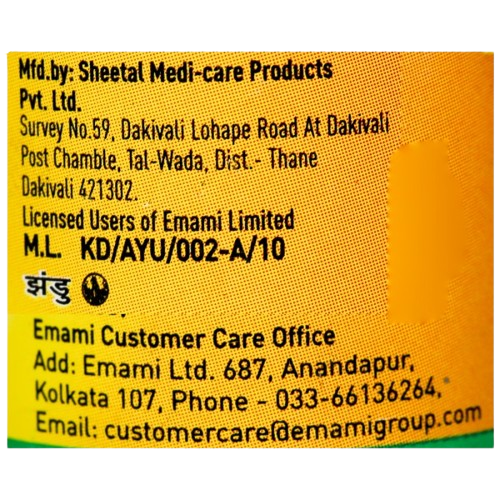 Mfd.by: Sheetal Medi-care Products
Pvt. Ltd.
Survey No.59, Dakivali Lohape Road At Dakivali
Post Chamble, Tal-Wada, Dist.- Thane
Dakivali 421302.
Licensed Users of Emami Limited
M.L. KD/AYU/002-A/10
झंडु
Emami Customer Care Office
Add: Emami Ltd. 687, Anandapur,
Kolkata 107, Phone - 033-66136264,
Email: customercare@emamigroup.com